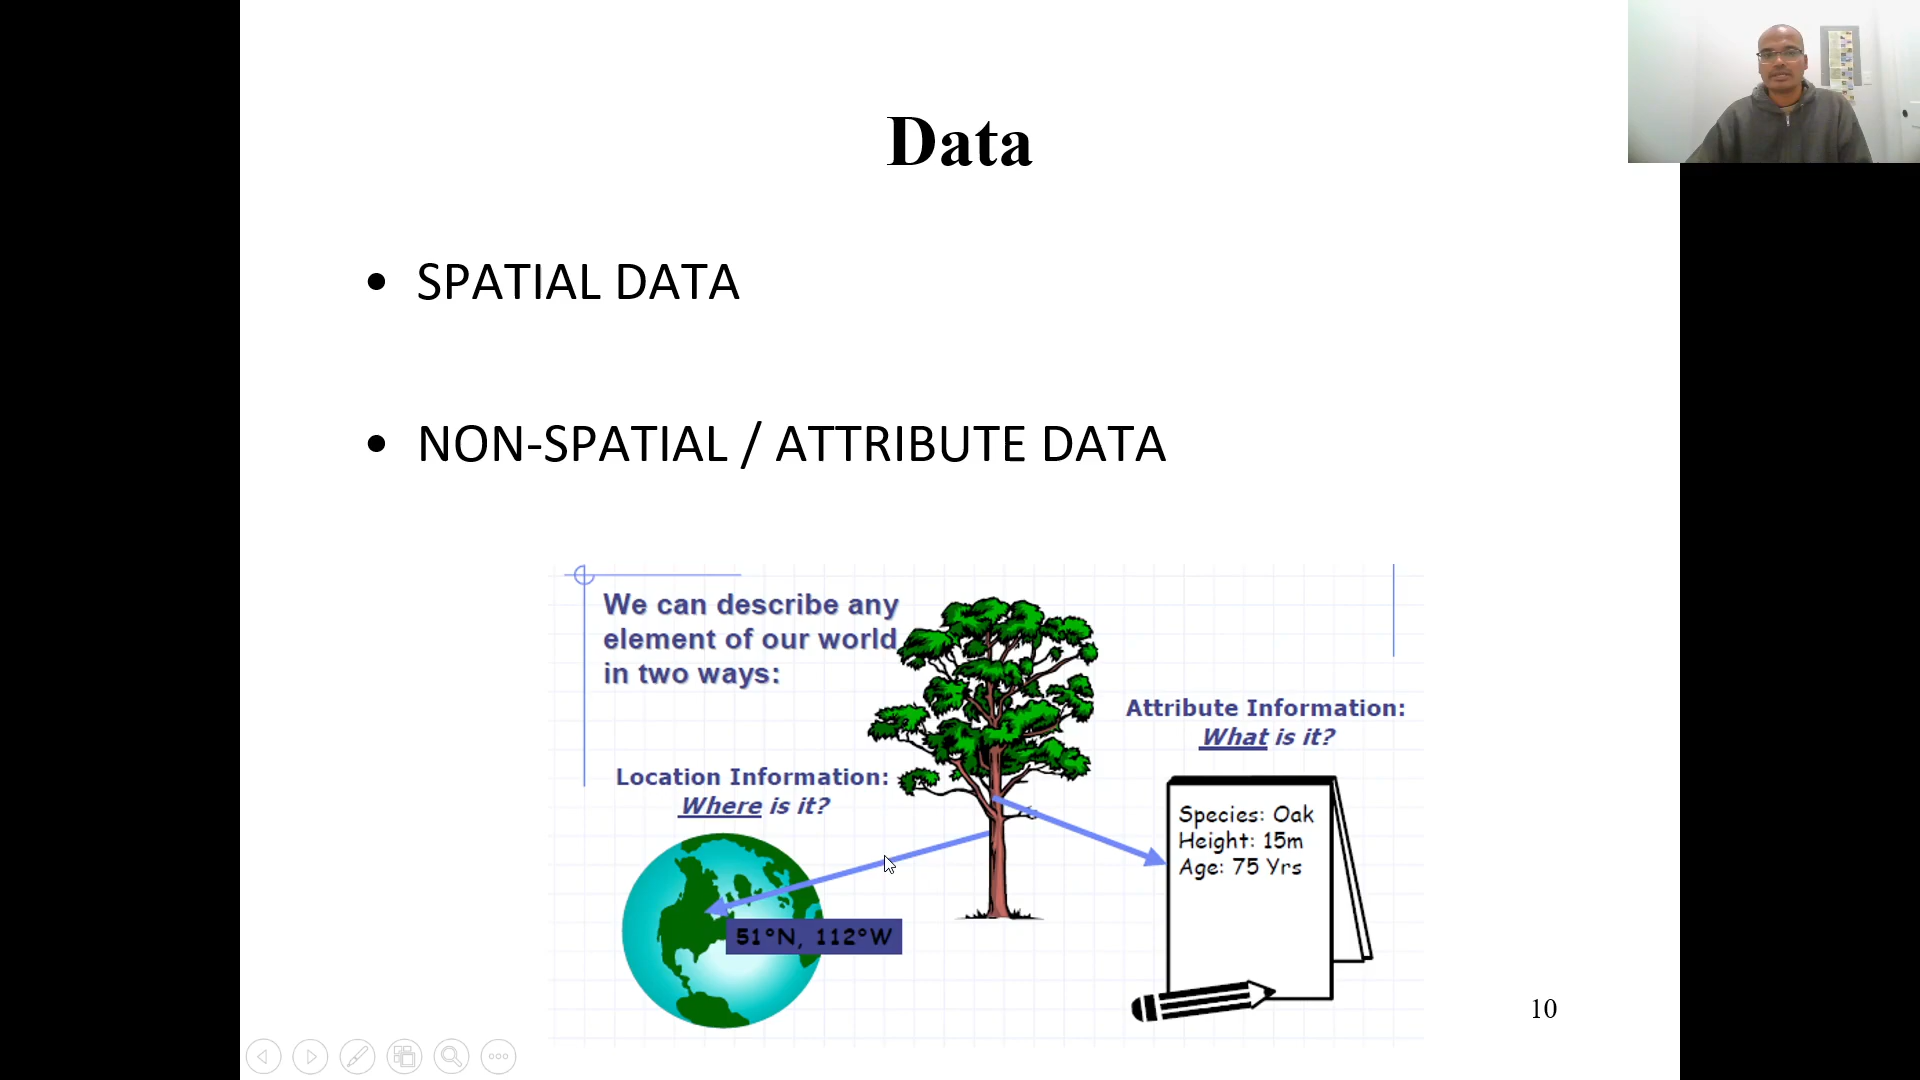 Data
• SPATIAL DATA
• NON-SPATIAL / ATTRIBUTE DATA
We can describe any
element of our world
in two ways:
Location Information:
Where is it?
51°N, 112°W
Attribute Information:
What is it?
Species: Oak
Height: 15m
Age: 75 Yrs
10